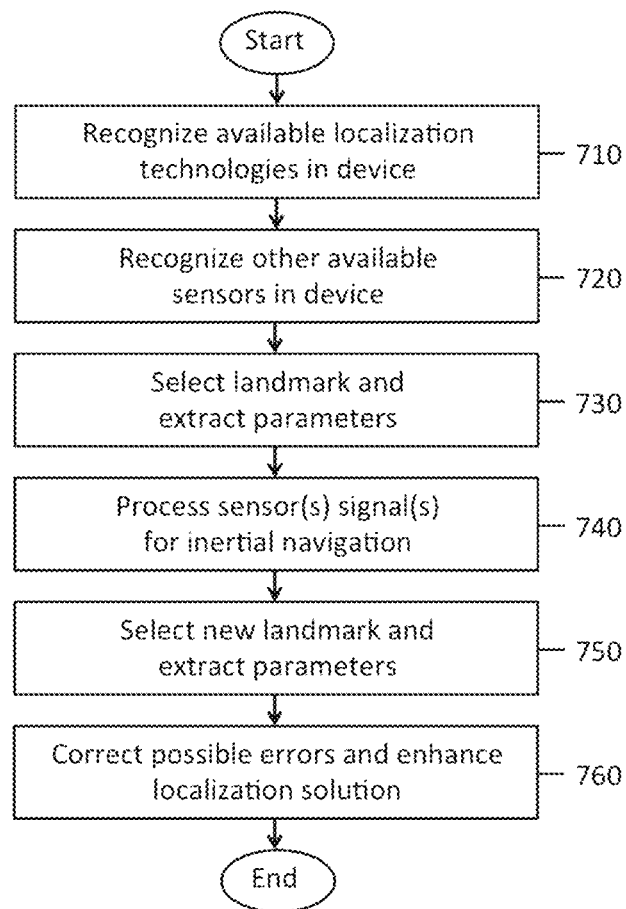 Start
Recognize available localization
technologies in device
710
Recognize other available
sensors in device
720
Select landmark and
extract parameters
730
Process sensor(s) signal(s)
for inertial navigation
740
Select new landmark and
extract parameters
750
Correct possible errors and enhance
localization solution
760
End